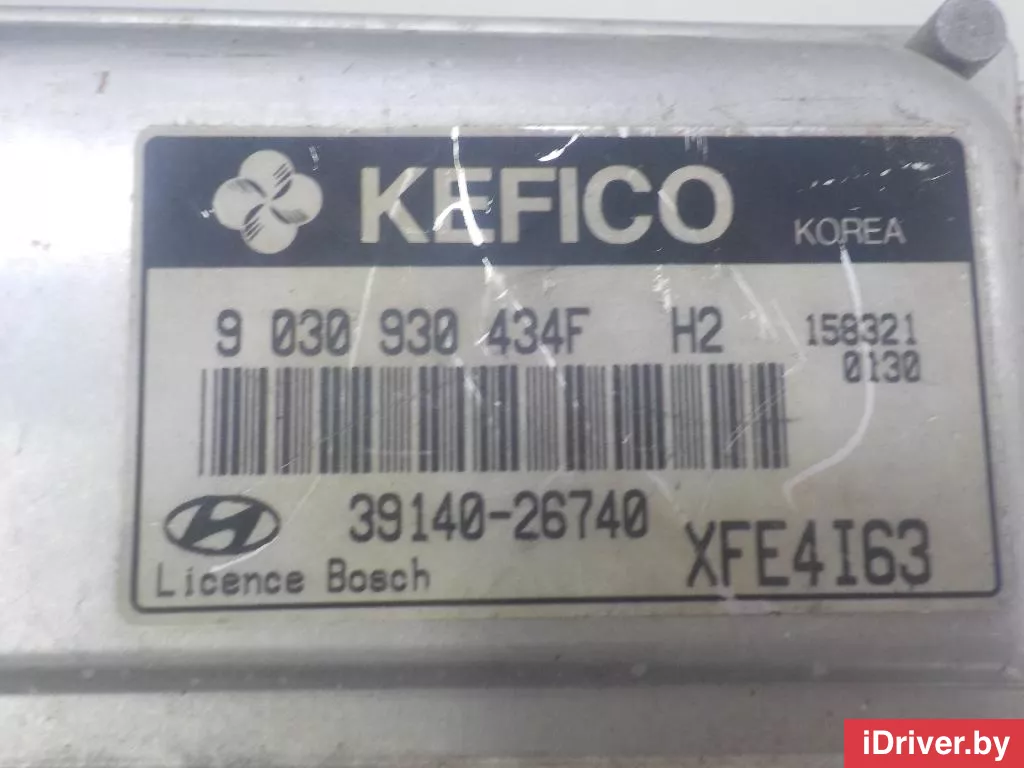 KEFICO KOREA
9 030 930 434F H2 158321
0130
39140-26740
XFE4I63
Licence Bosch
iDriver.by